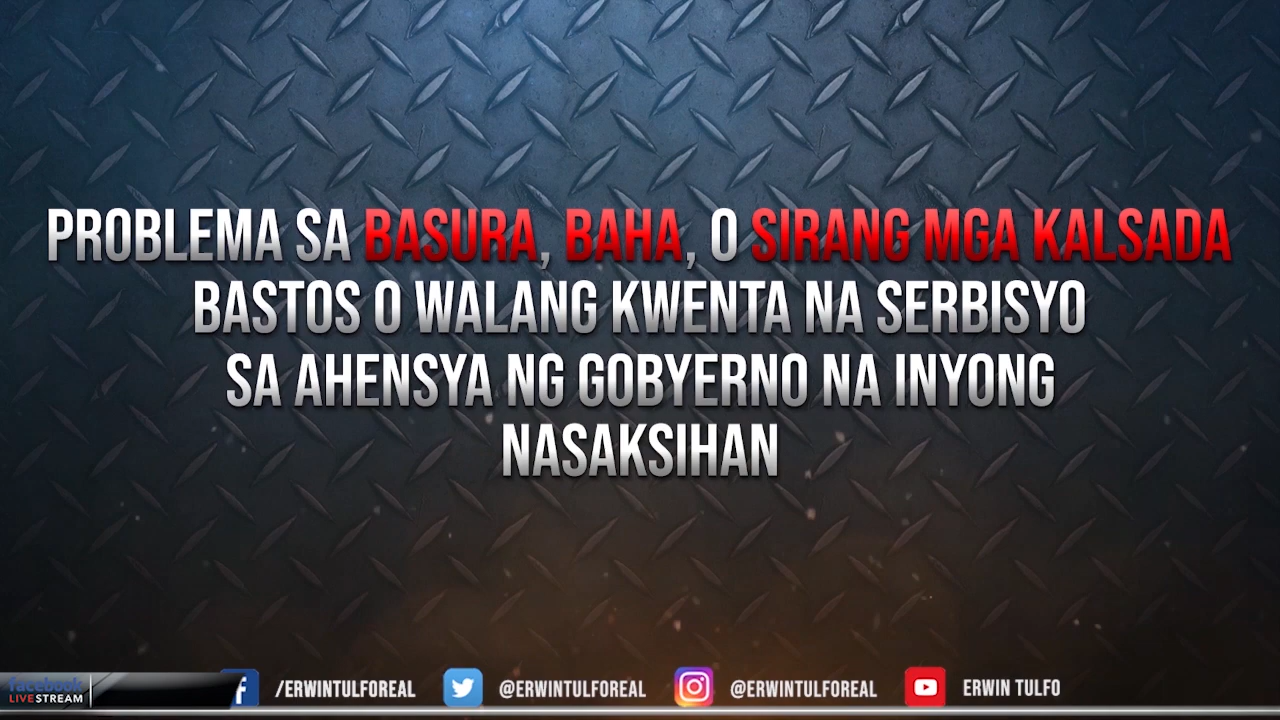 PROBLEMA SA BASURA, BAHA, O SIRANG MGA KALSADA
BASTOS O WALANG KWENTA NA SERBISYO
SA AHENSYA NG GOBYERNO NA INYONG
NASAKSIHAN
facebook
LIVESTREAM
/ERWINTULFOREAL
@ERWINTULFOREAL
@ERWINTULFOREAL
ERWIN TULFO